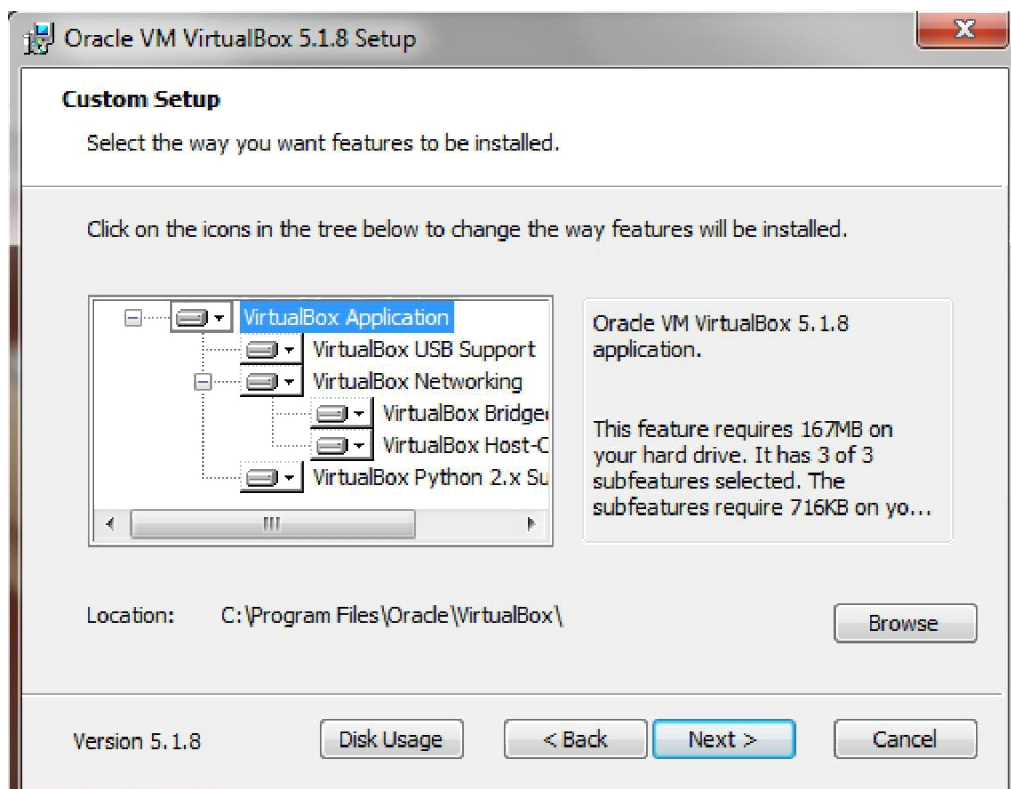 Oracle VM VirtualBox 5.1.8 Setup
Custom Setup
Select the way you want features to be installed.
Click on the icons in the tree below to change the way features will be installed.
VirtualBox Application
VirtualBox USB Support
VirtualBox Networking
VirtualBox Bridge
VirtualBox Host-C
VirtualBox Python 2.x Su
Oracle VM VirtualBox 5.1.8
application.
This feature requires 167MB on
your hard drive. It has 3 of 3
subfeatures selected. The
subfeatures require 716KB on yo...
Location: C:\Program Files\Oracle\VirtualBox\
Browse
Version 5.1.8
Disk Usage
< Back
Next >
Cancel